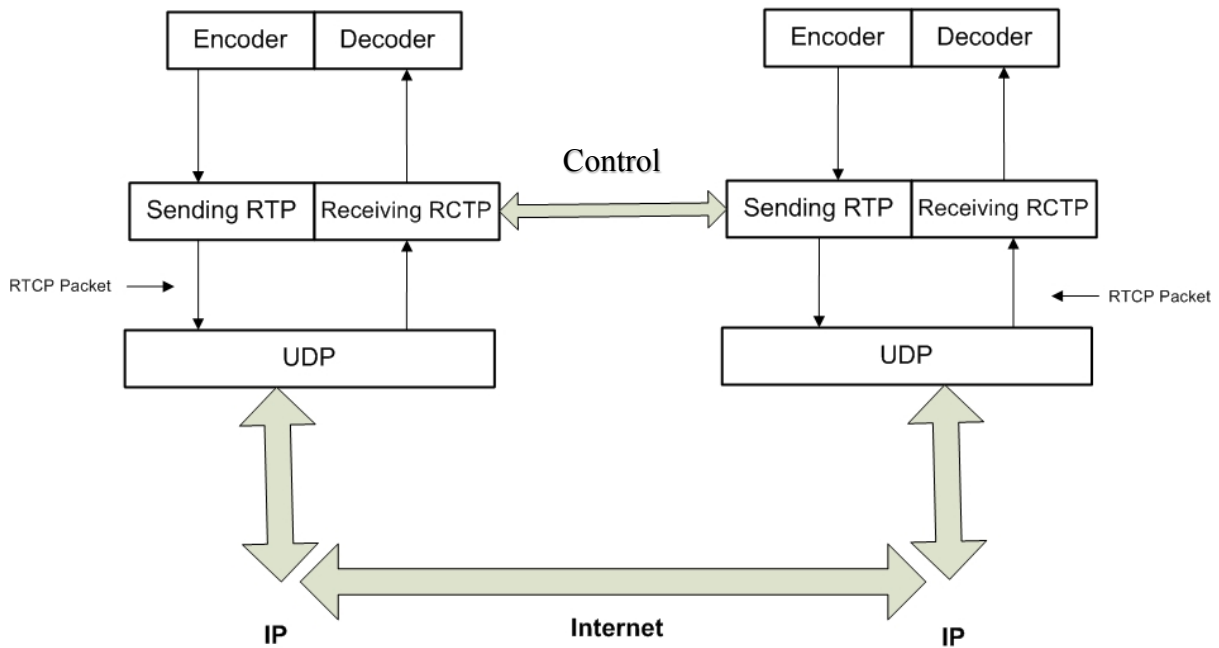 Encoder Decoder
Encoder Decoder
Control
Sending RTP Receiving RCTP
Sending RTP Receiving RCTP
RTCP Packet
RTCP Packet
UDP
UDP
IP
Internet
IP